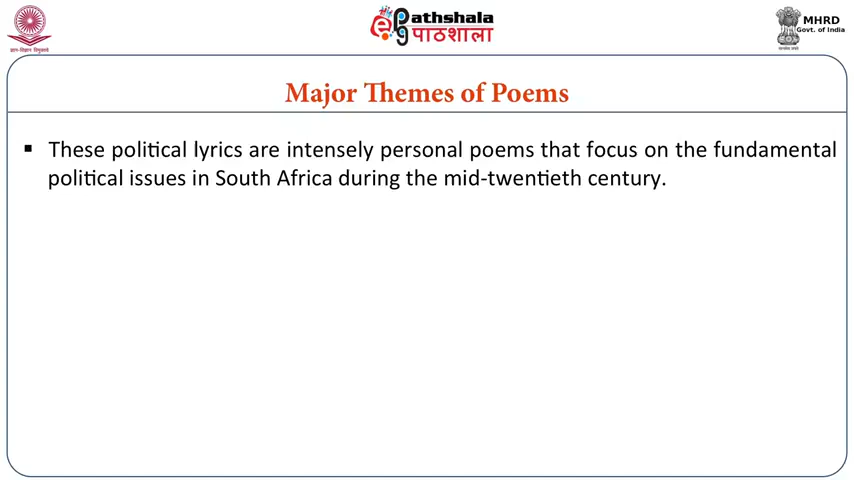 ePathshala
पाठशाला
MHRD
Govt. of India
Major Themes of Poems
▪ These political lyrics are intensely personal poems that focus on the fundamental
political issues in South Africa during the mid-twentieth century.